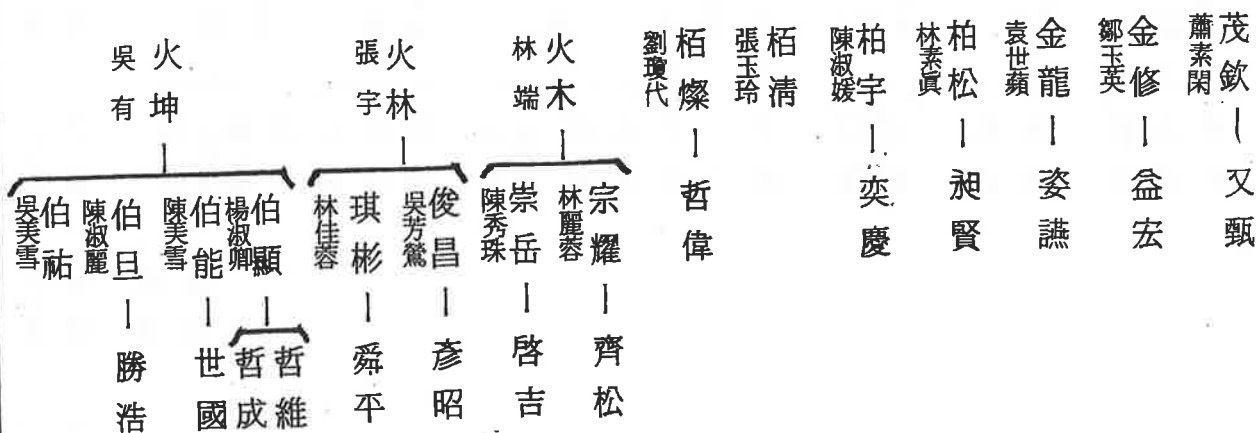 茂欽
蕭素閑
又甄
金修
鄒玉英
益宏
金龍
袁世蘋
姿讌
柏松
林素眞
昶賢
柏宇
陳淑媛
奕慶
栢淸
張玉玲
栢燦
劉瓊代
哲偉
火木
林端
宗耀
林麗蓉
齊松
崇岳
陳秀珠
啓吉
火林
張宇
俊昌
吳芳鶯
彥昭
琪彬
林佳蓉
舜平
火坤
吳有
伯顯
楊淑卿
哲維
哲成
伯能
陳美雪
世國
伯旦
陳淑麗
勝浩
伯祐
吳美雪